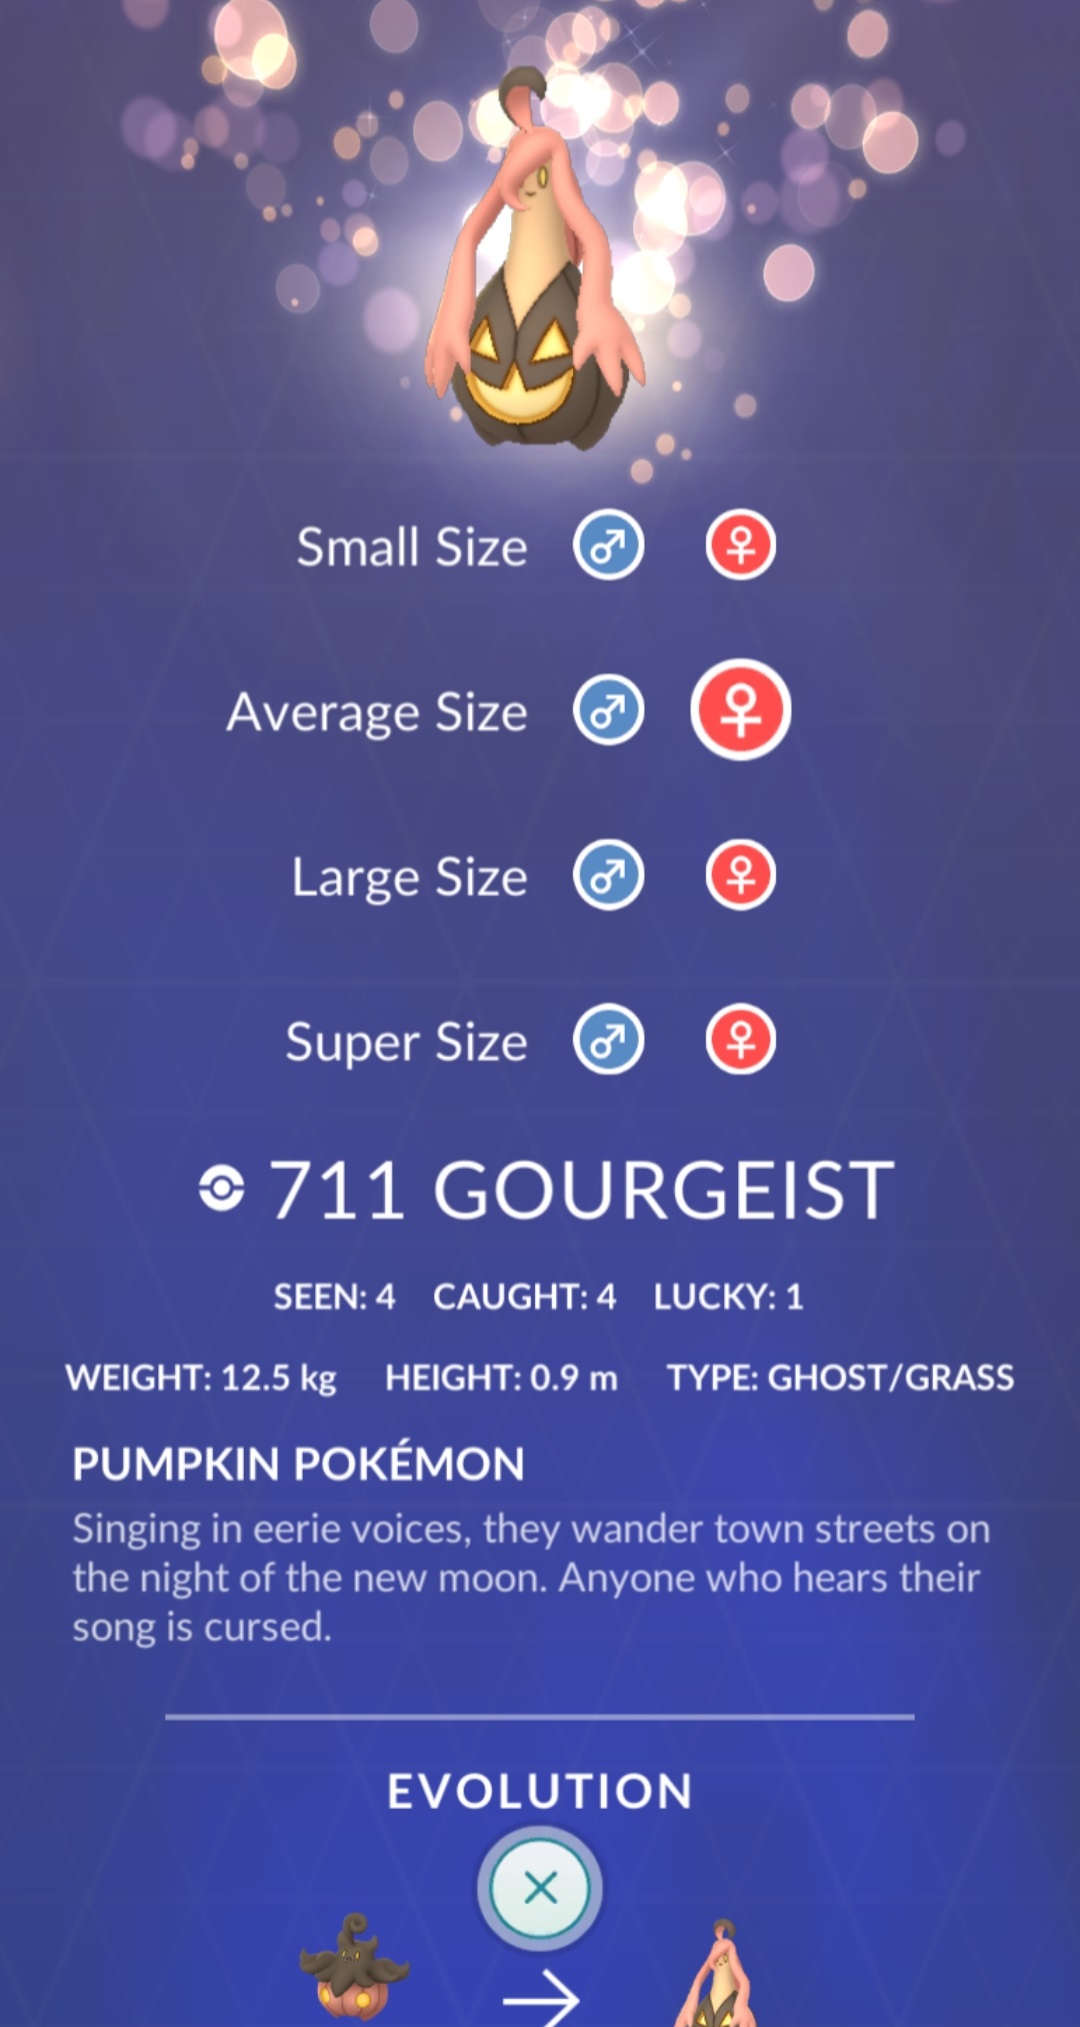 Small Size
Average Size
Large Size
Super Size
711 GOURGEIST
SEEN: 4 CAUGHT: 4 LUCKY: 1
WEIGHT: 12.5 kg HEIGHT: 0.9 m TYPE: GHOST/GRASS
PUMPKIN POKÉMON
Singing in eerie voices, they wander town streets on
the night of the new moon. Anyone who hears their
song is cursed.
EVOLUTION